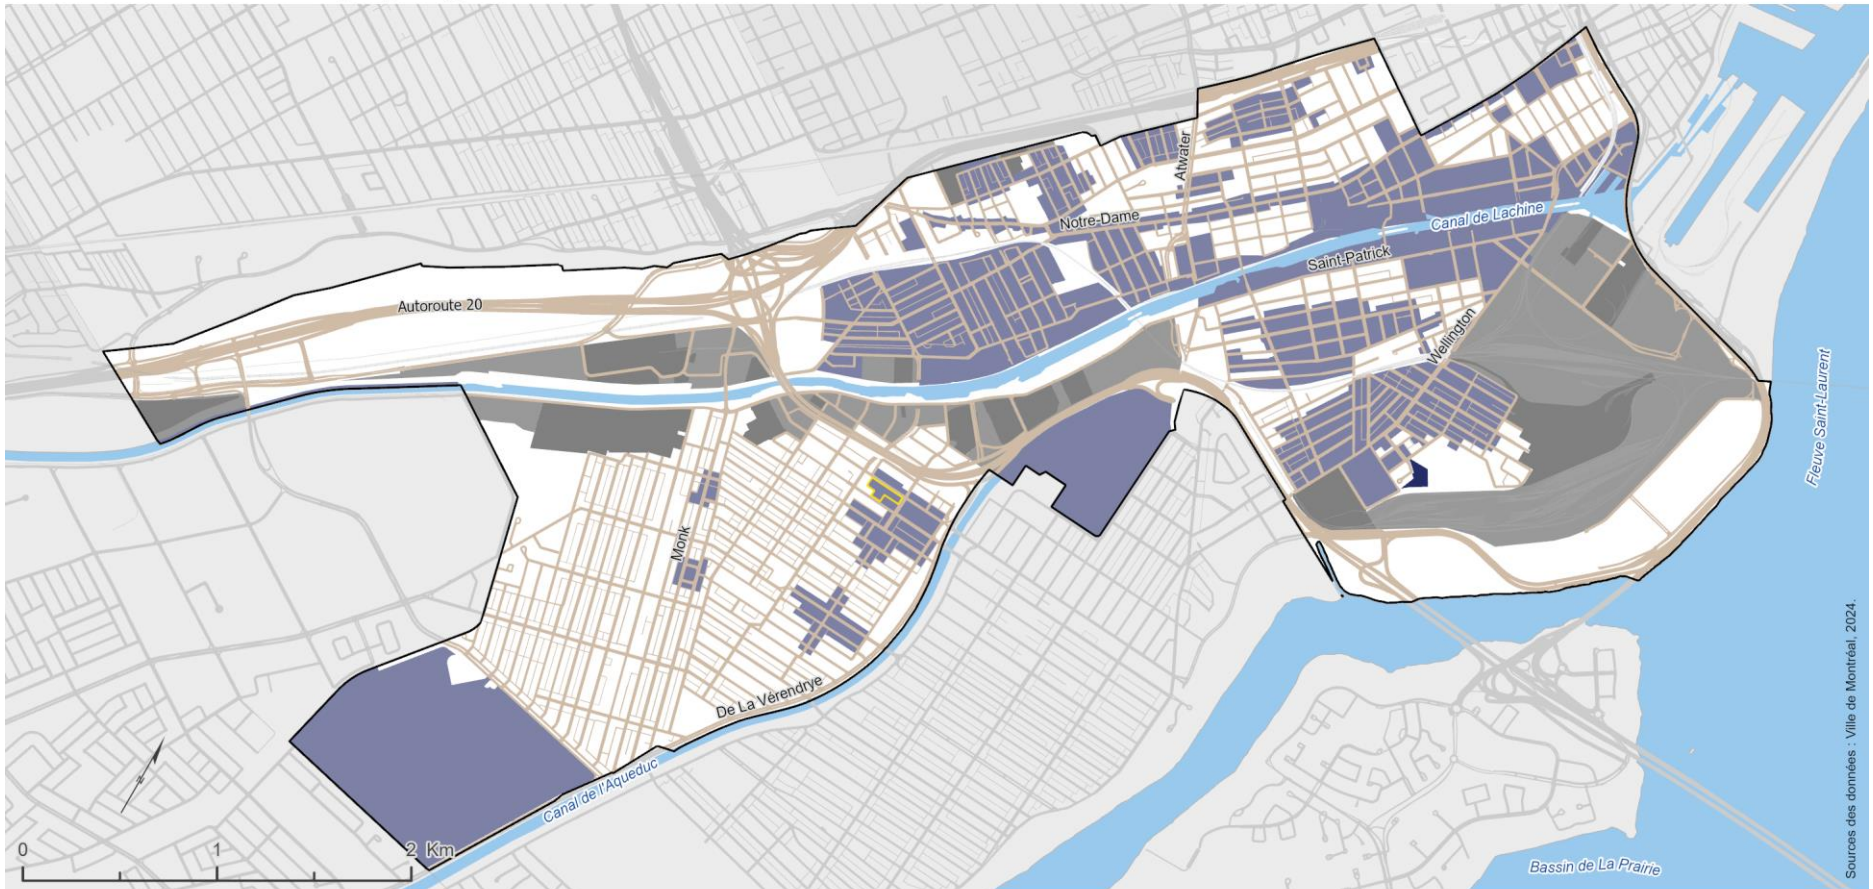 Atwater
Notre-Dame
Canal de Lachine
Saint-Patrick
Autoroute 20
Wellington
Fleuve Saint-Laurent
Monk
De La Vérendrye
Canal de l'Aqueduc
N
0 1 2 Km
Bassin de La Prairie
Sources des données : Ville de Montréal, 2024.